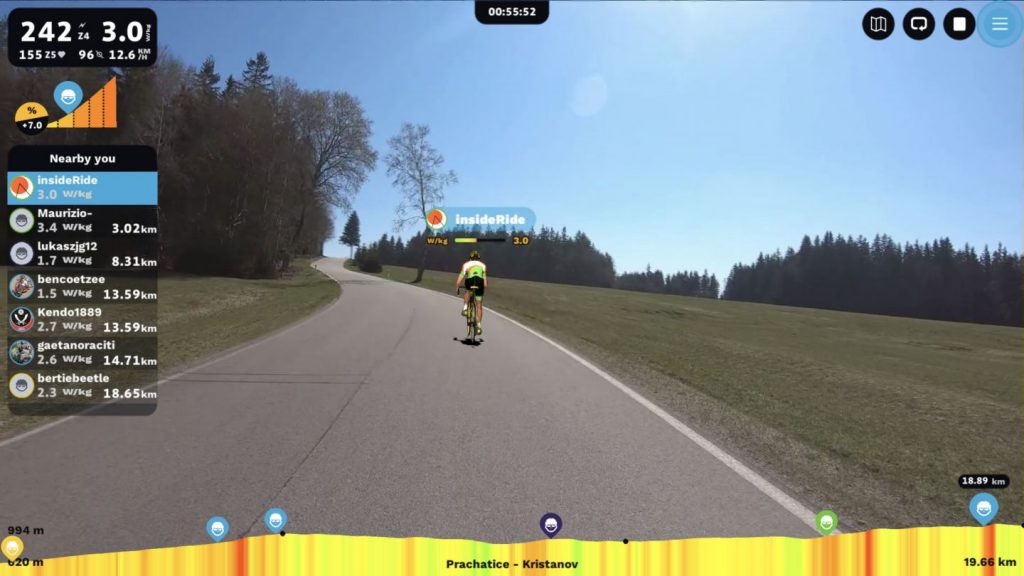 00:55:52
242 Z4 3.0
155 Z5 96 12.6 KM/H
%
+7.0
Nearby you
insideRide
3.0 W/kg
Maurizio-
3.4 W/kg 3.02km
lukaszjg12
1.7 W/kg 8.31km
bencoetzee
1.5 W/kg 13.59km
Kendo1889
2.7 W/kg 13.59km
gaetanoraciti
2.6 W/kg 14.71km
bertiebeetle
2.3 W/kg 18.65km
insideRide
W/kg 3.0
18.89 km
994 m
620 m
Prachatice - Kristanov
19.66 km